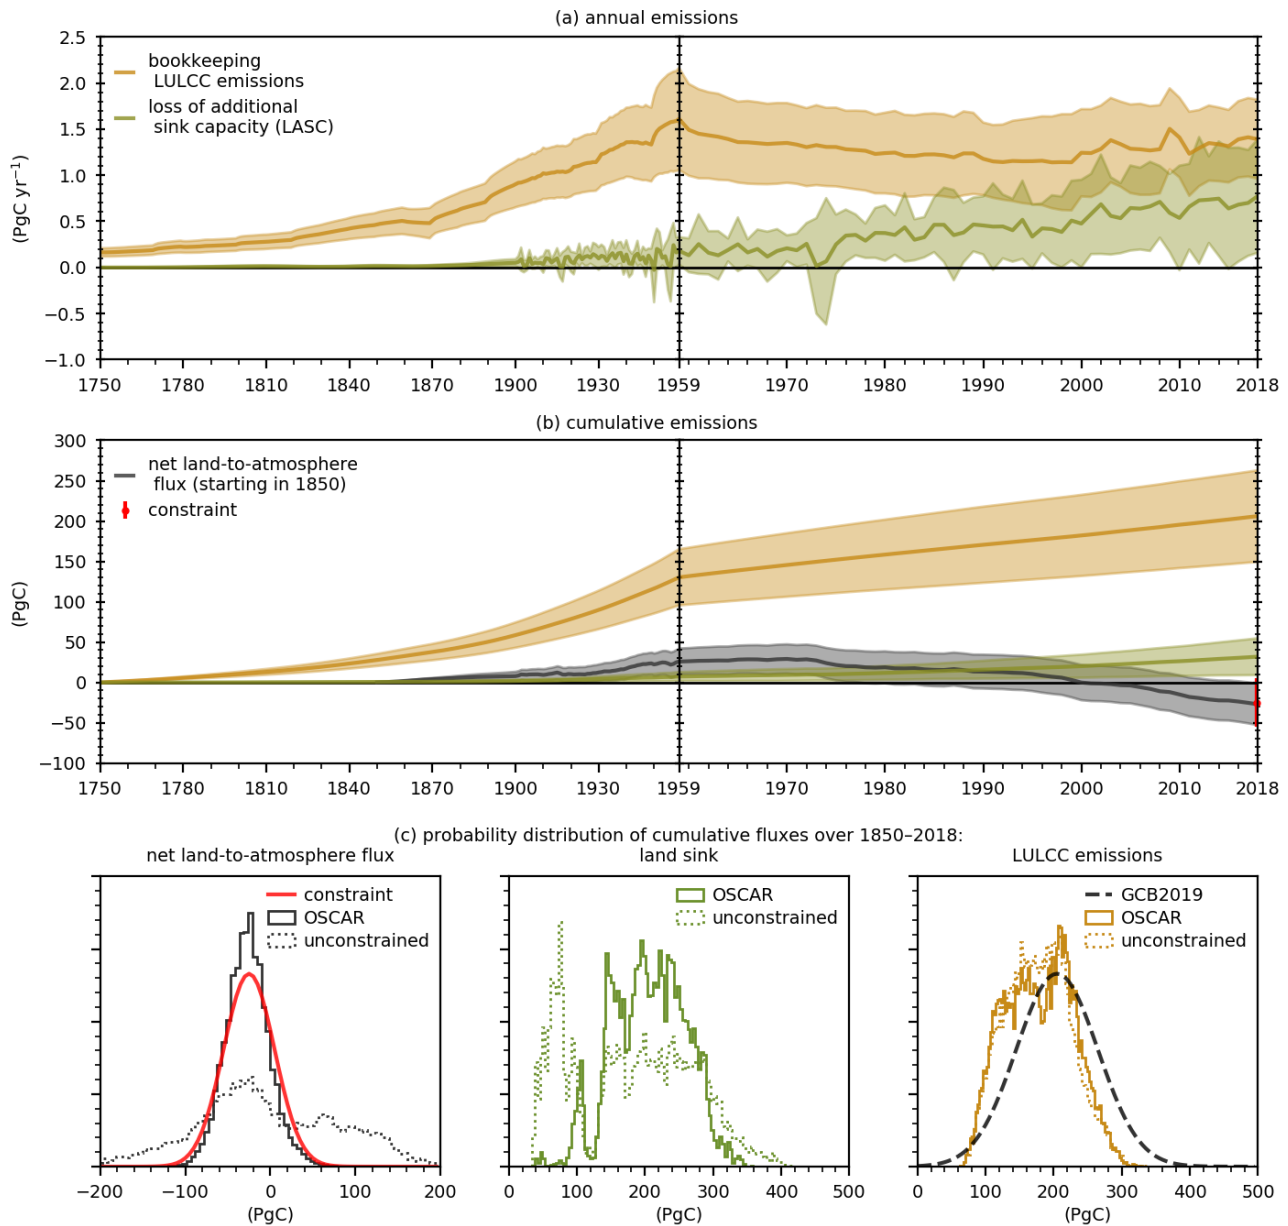 (a) annual emissions
2.5
2.0
1.5
1.0
0.5
0.0
−0.5
−1.0
(PgC yr−1)
bookkeeping
LULCC emissions
loss of additional
sink capacity (LASC)
1750 1780 1810 1840 1870 1900 1930 1959 1970 1980 1990 2000 2010 2018
(b) cumulative emissions
300
250
200
150
100
50
0
−50
−100
(PgC)
net land-to-atmosphere
flux (starting in 1850)
constraint
1750 1780 1810 1840 1870 1900 1930 1959 1970 1980 1990 2000 2010 2018
(c) probability distribution of cumulative fluxes over 1850–2018:
net land-to-atmosphere flux
constraint
OSCAR
unconstrained
−200 −100 0 100 200
(PgC)
land sink
OSCAR
unconstrained
0 100 200 300 400 500
(PgC)
LULCC emissions
GCB2019
OSCAR
unconstrained
0 100 200 300 400 500
(PgC)